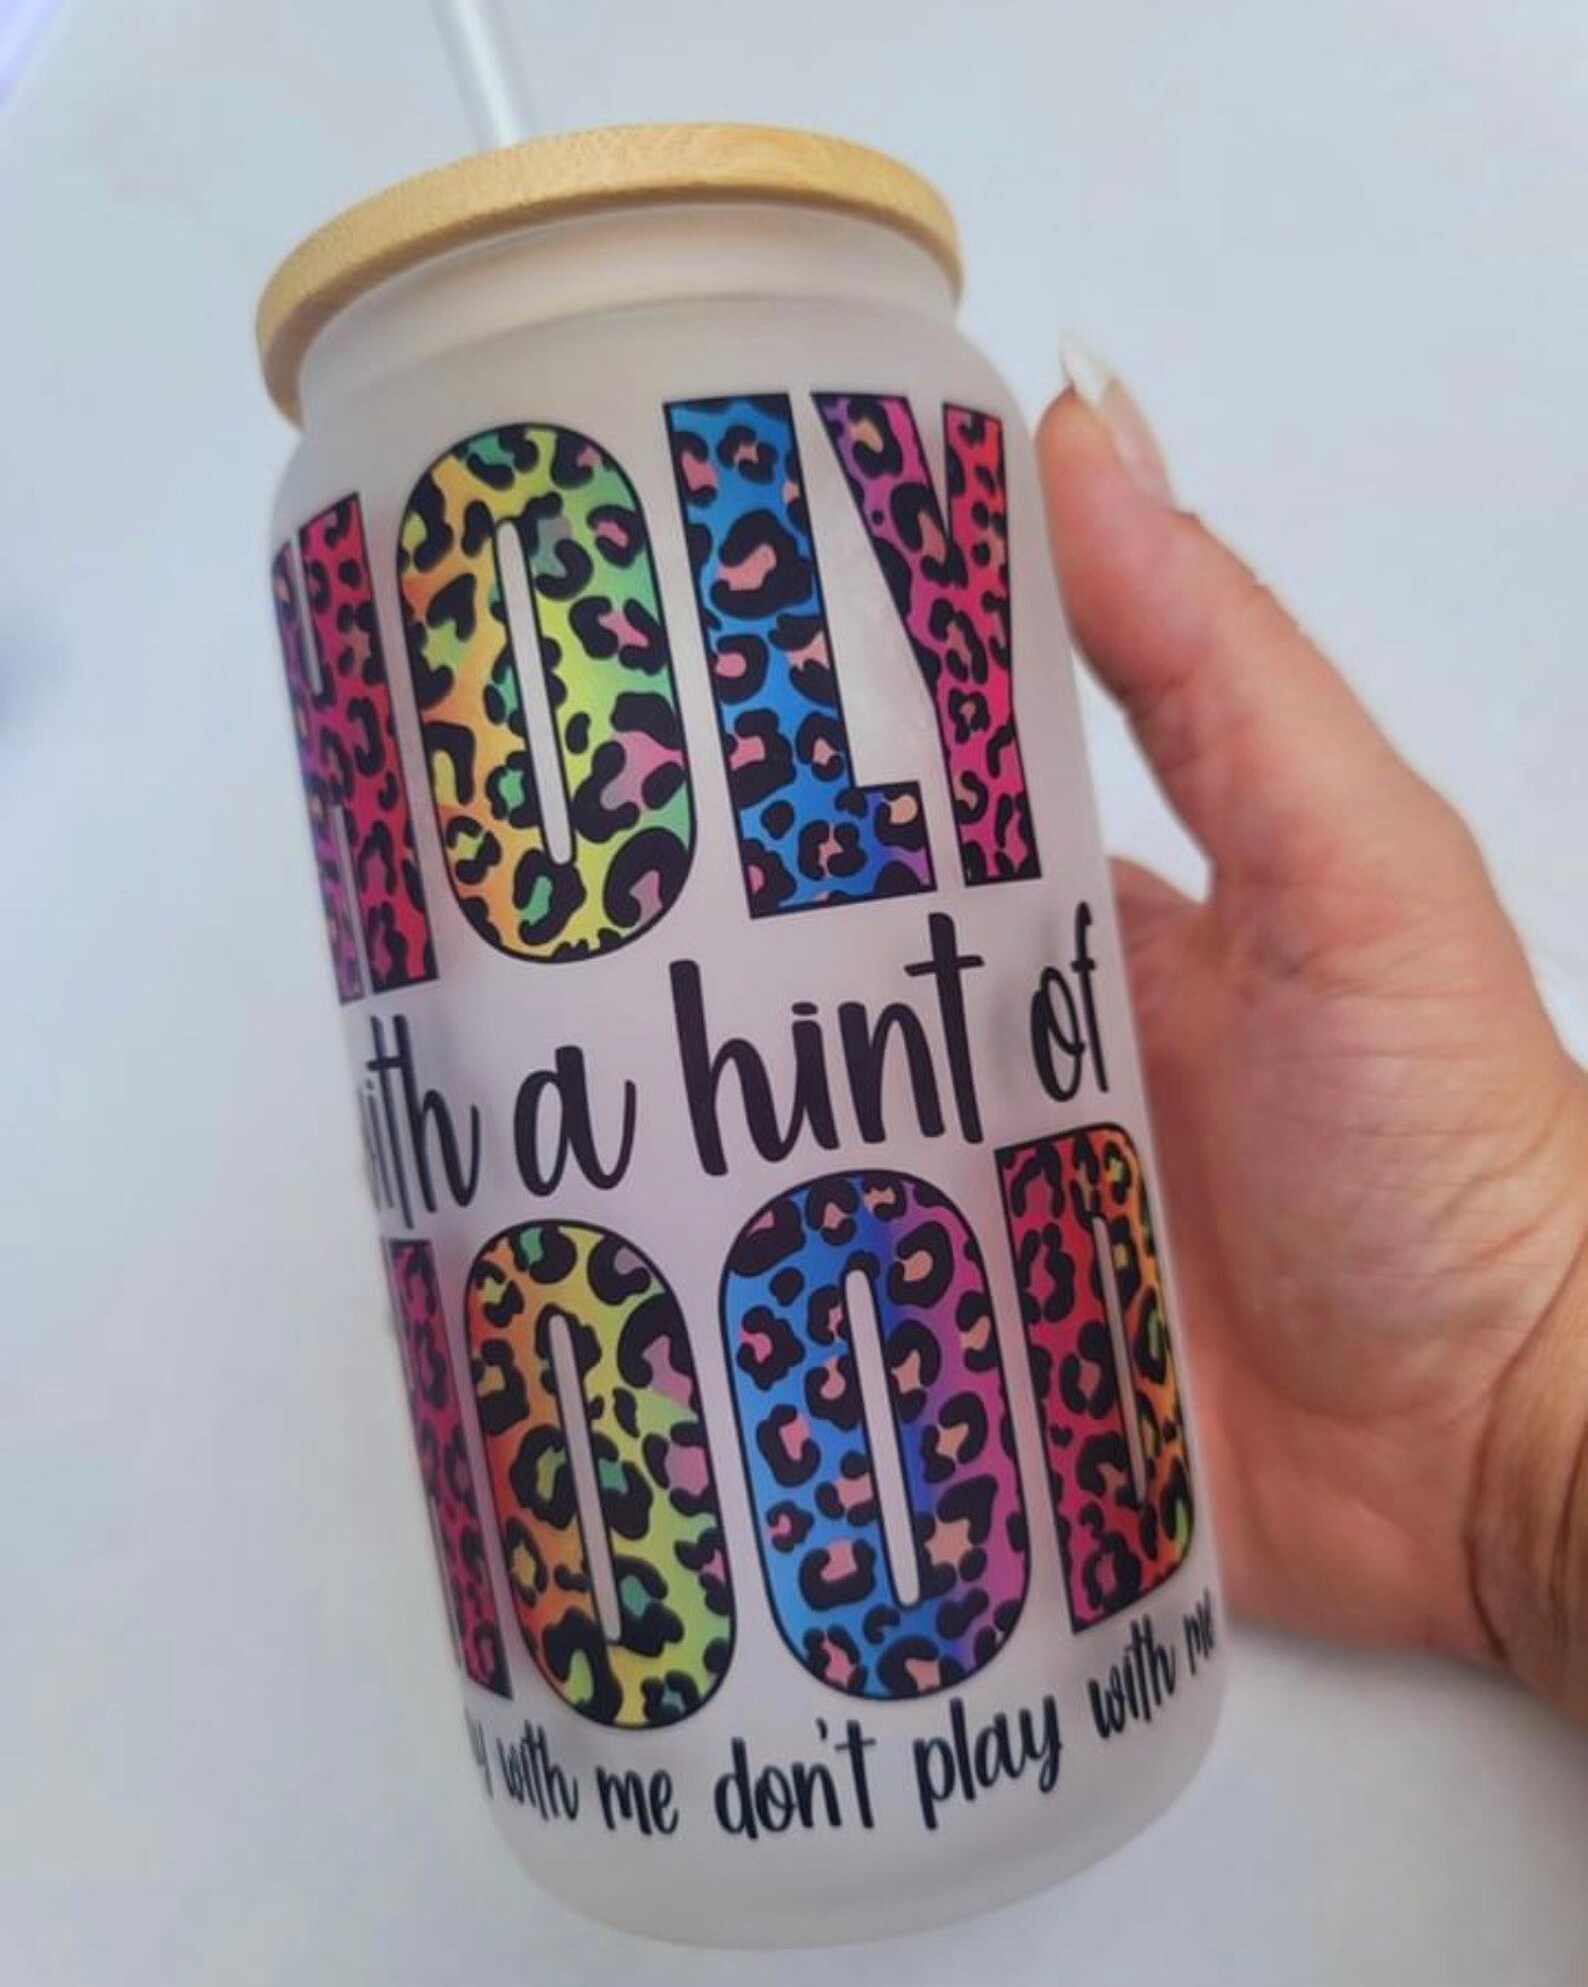 HOLY
with a hint of
HOOD
with me don't play with me